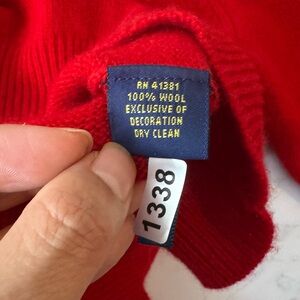 RN 41381
100% WOOL
EXCLUSIVE OF
DECORATION
DRY CLEAN
1338